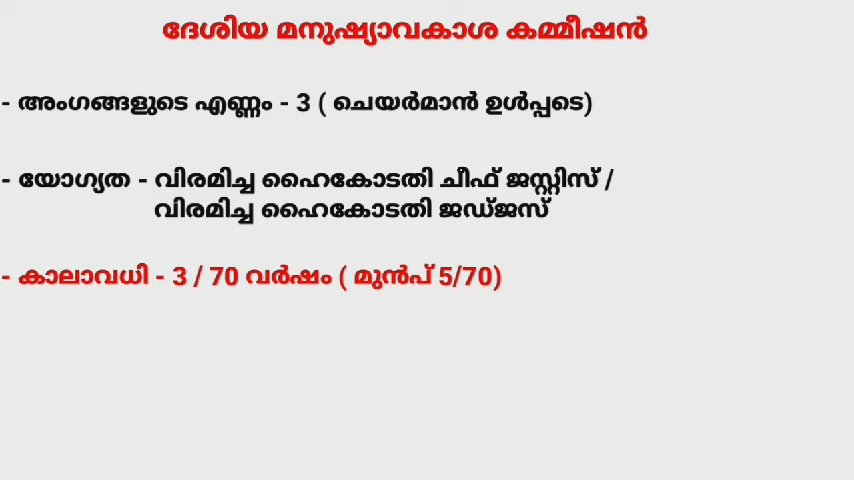 ദേശിയ മനുഷ്യാവകാശ കമ്മീഷൻ
- അംഗങ്ങളുടെ എണ്ണം - 3 ( ചെയർമാൻ ഉൾപ്പടെ)
- യോഗ്യത - വിരമിച്ച ഹൈകോടതി ചീഫ് ജസ്റ്റിസ് /
വിരമിച്ച ഹൈകോടതി ജഡ്ജസ്
- കാലാവധി - 3 / 70 വർഷം ( മുൻപ് 5/70)